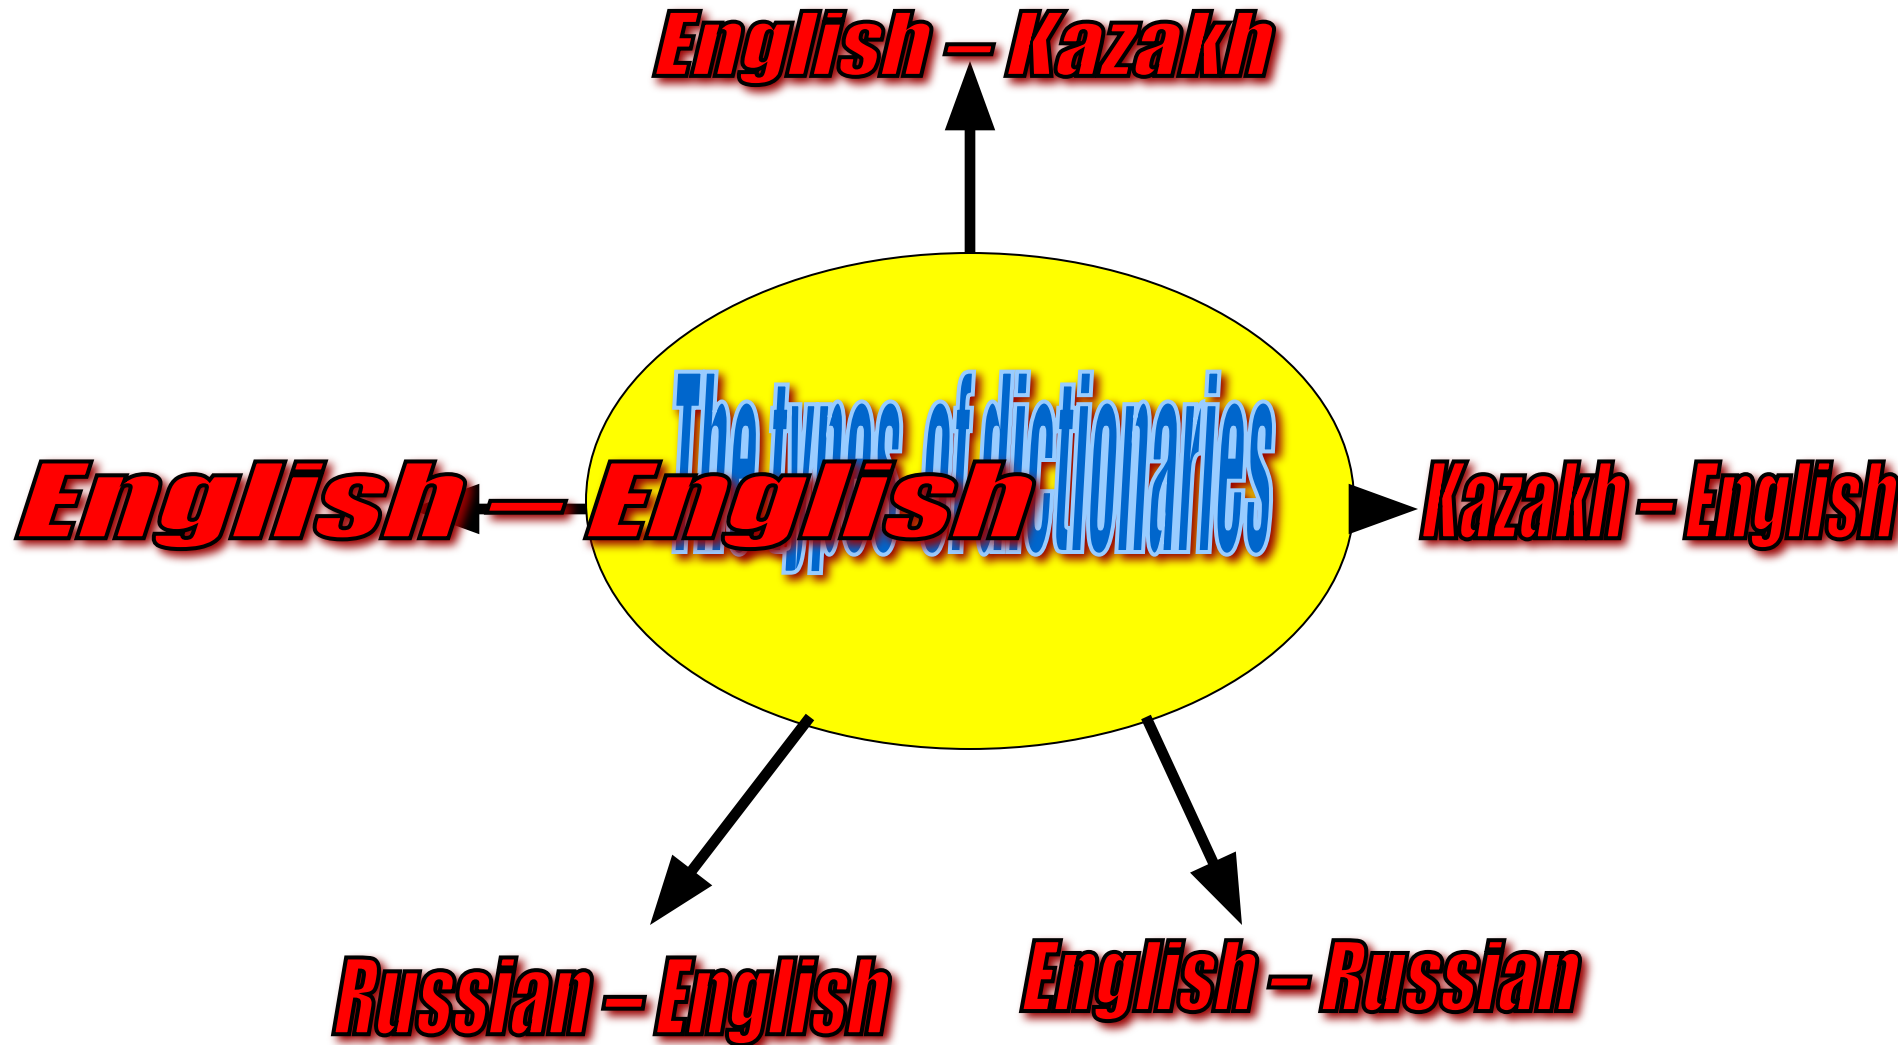 English – Kazakh
The types of dictionaries
English – English
Kazakh – English
Russian – English
English – Russian